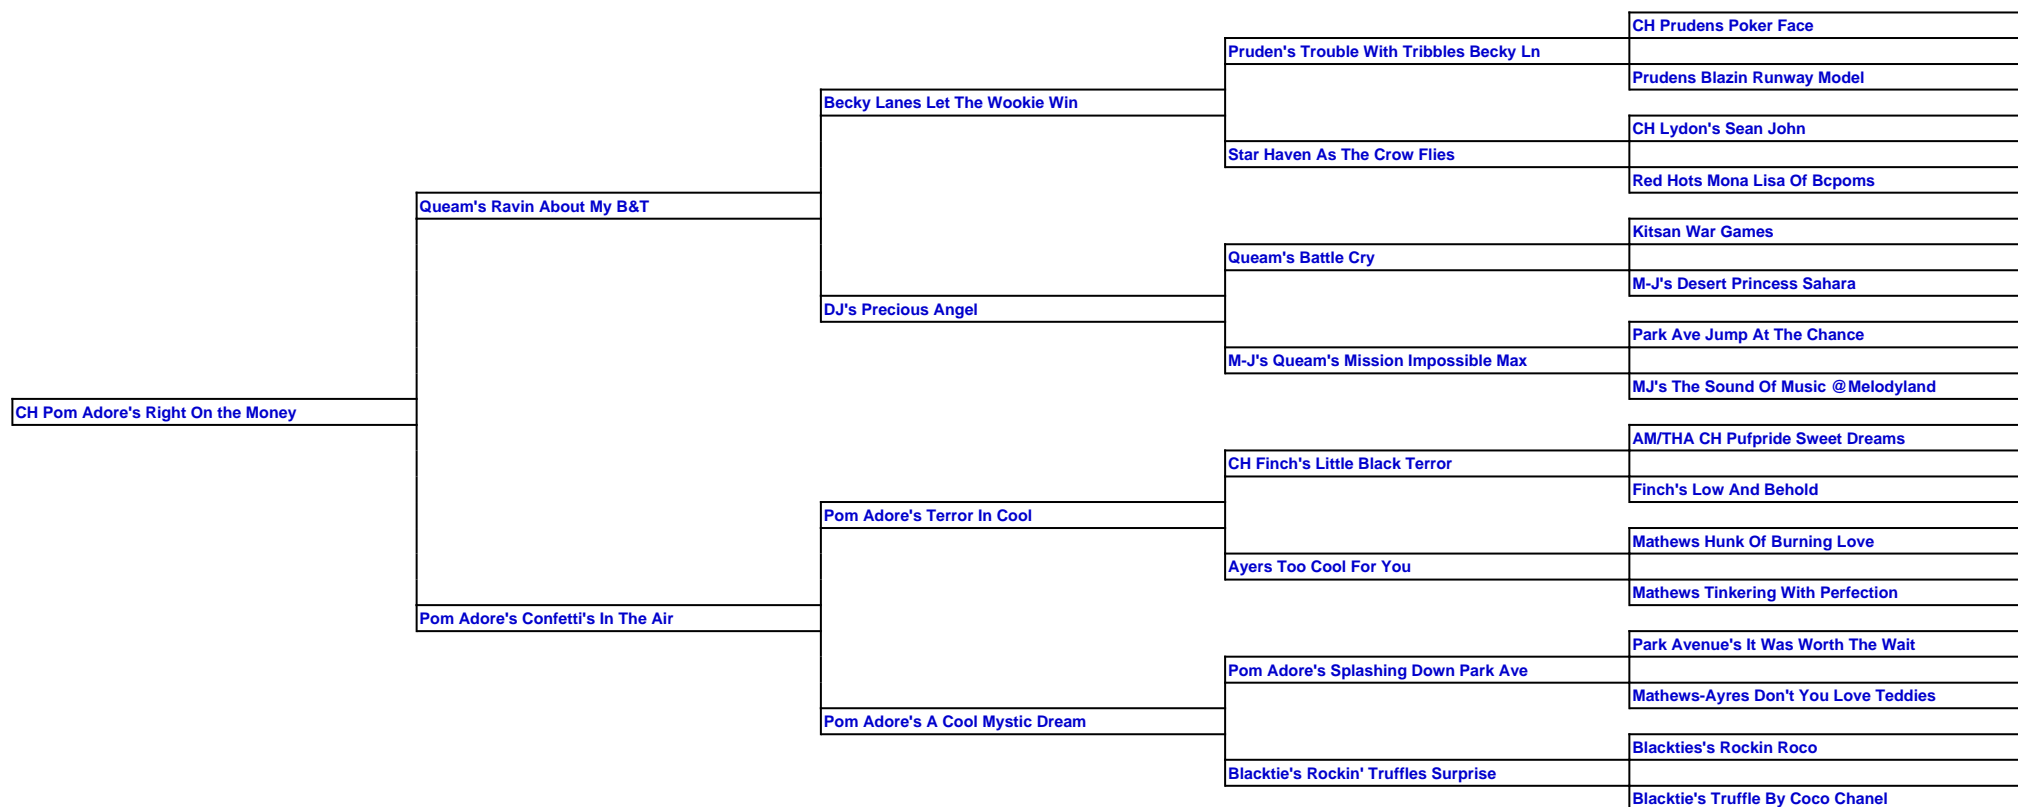 CH Prudens Poker Face
Pruden's Trouble With Tribbles Becky Ln
Prudens Blazin Runway Model
Becky Lanes Let The Wookie Win
CH Lydon's Sean John
Star Haven As The Crow Flies
Red Hots Mona Lisa Of Bcpoms
Queam's Ravin About My B&T
Kitsan War Games
Queam's Battle Cry
M-J's Desert Princess Sahara
DJ's Precious Angel
Park Ave Jump At The Chance
M-J's Queam's Mission Impossible Max
MJ's The Sound Of Music @Melodyland
CH Pom Adore's Right On the Money
AM/THA CH Pufpride Sweet Dreams
CH Finch's Little Black Terror
Finch's Low And Behold
Pom Adore's Terror In Cool
Mathews Hunk Of Burning Love
Ayers Too Cool For You
Mathews Tinkering With Perfection
Pom Adore's Confetti's In The Air
Park Avenue's It Was Worth The Wait
Pom Adore's Splashing Down Park Ave
Mathews-Ayres Don't You Love Teddies
Pom Adore's A Cool Mystic Dream
Blackties's Rockin Roco
Blacktie's Rockin' Truffles Surprise
Blacktie's Truffle By Coco Chanel